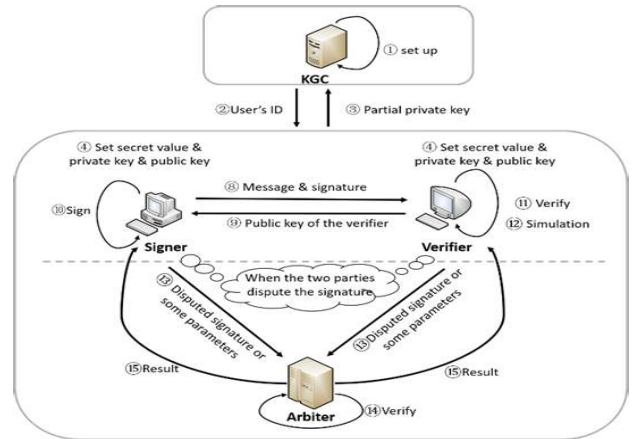 ① set up
KGC
②User's ID
③ Partial private key
④ Set secret value &
private key & public key
④ Set secret value &
private key & public key
⑧ Message & signature
⑩Sign
⑪ Verify
⑨ Public key of the verifier
⑫ Simulation
Signer
Verifier
When the two parties
dispute the signature
⑬ Disputed signature or
some parameters
⑬Disputed signature or
some parameters
⑮Result
⑮Result
⑭Verify
Arbiter